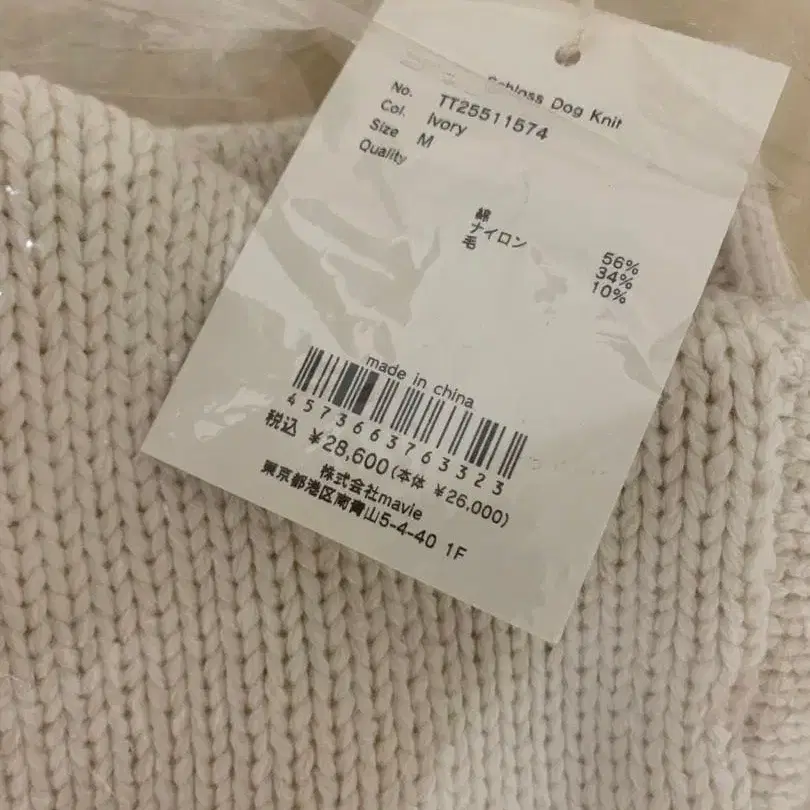 Schloss Dog Knit
No. TT25511574
Col. Ivory
Size M
Quality
綿 56%
ナイロン 34%
毛 10%
made in china
4573663763323
税込 ¥28,600(本体 ¥26,000)
株式会社mavie
東京都港区南青山5-4-40 1F